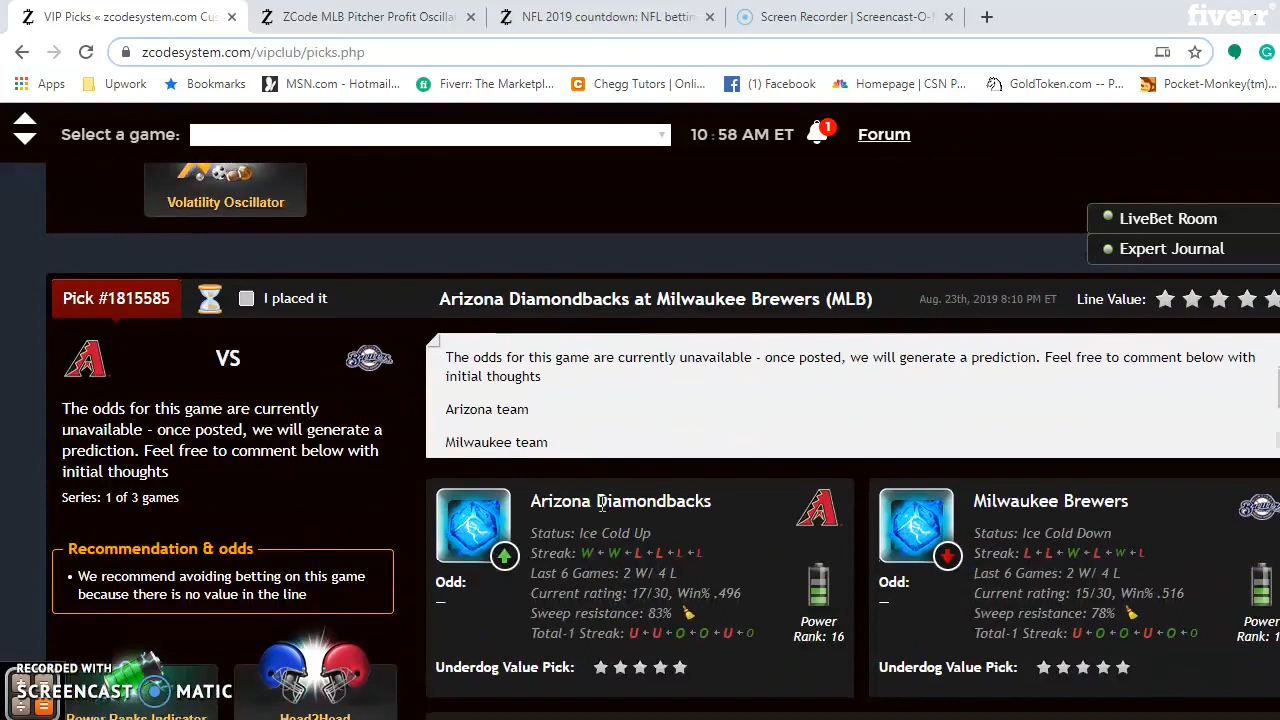 VIP Picks « zcodesystem.com Cus
ZCode MLB Pitcher Profit Oscilla
NFL 2019 countdown: NFL bettin
Screen Recorder | Screencast-O-
fiverr
zcodesystem.com/vipclub/picks.php
Apps
Upwork
Bookmarks
MSN.com - Hotmail...
Fiverr: The Marketpl...
Chegg Tutors | Onli...
(1) Facebook
Homepage | CSN P...
GoldToken.com -- P...
Pocket-Monkey(tm)...
Select a game:
10 : 58 AM ET
1
Forum
Volatility Oscillator
LiveBet Room
Expert Journal
Pick #1815585
I placed it
Arizona Diamondbacks at Milwaukee Brewers (MLB)
Aug. 23th, 2019 8:10 PM ET
Line Value:
VS
Brewers
The odds for this game are currently
unavailable - once posted, we will generate a
prediction. Feel free to comment below with
initial thoughts
Series: 1 of 3 games
The odds for this game are currently unavailable - once posted, we will generate a prediction. Feel free to comment below with
initial thoughts
Arizona team
Milwaukee team
Recommendation & odds
• We recommend avoiding betting on this game
because there is no value in the line
Arizona Diamondbacks
Status: Ice Cold Up
Streak: W + W + L + L + L + L
Last 6 Games: 2 W/ 4 L
Current rating: 17/30, Win% .496
Sweep resistance: 83%
Total-1 Streak: U + U + O + O + U + O
Odd:
—
Power
Rank: 16
Underdog Value Pick:
Milwaukee Brewers
Status: Ice Cold Down
Streak: L + L + W + L + W + L
Last 6 Games: 2 W/ 4 L
Current rating: 15/30, Win% .516
Sweep resistance: 78%
Total-1 Streak: U + O + O + U + O + O
Odd:
—
Power
Rank: 1
Underdog Value Pick:
RECORDED WITH
SCREENCAST MATIC
Power Ranks Indicator
Head2Head